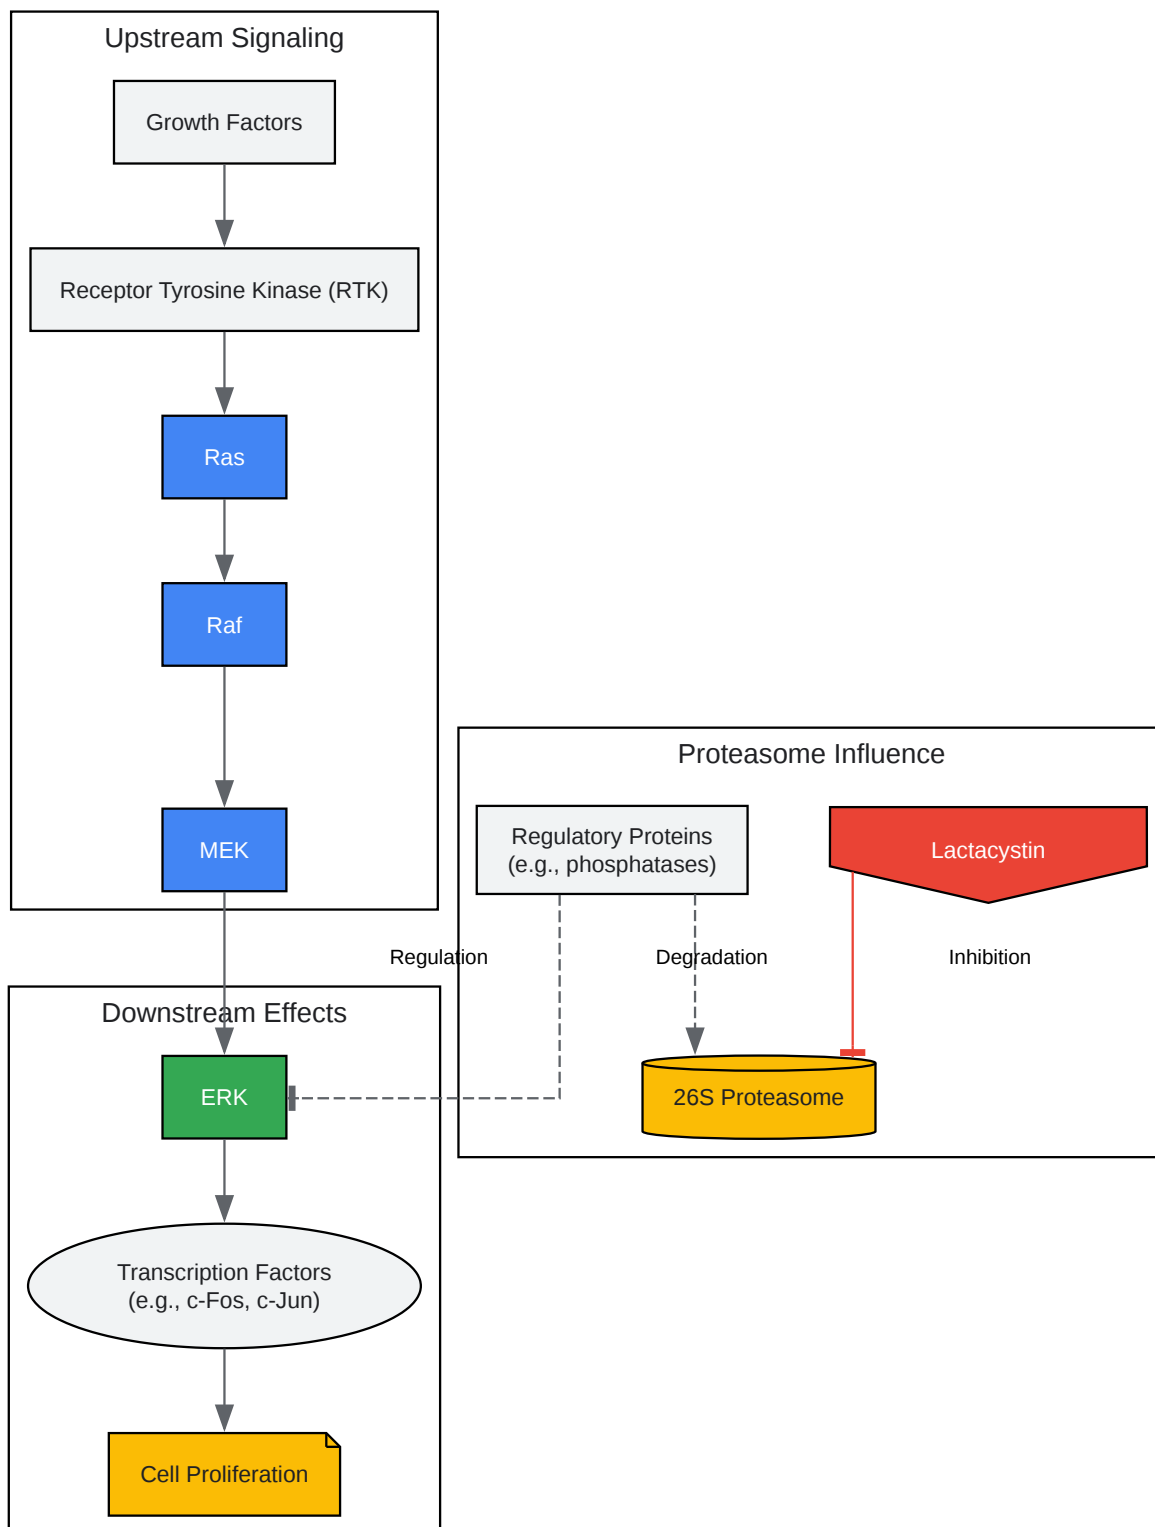 Upstream Signaling
Growth Factors
Receptor Tyrosine Kinase (RTK)
Ras
Raf
MEK
Proteasome Influence
Regulatory Proteins
(e.g., phosphatases)
Lactacystin
Regulation
Degradation
Inhibition
26S Proteasome
Downstream Effects
ERK
Transcription Factors
(e.g., c-Fos, c-Jun)
Cell Proliferation